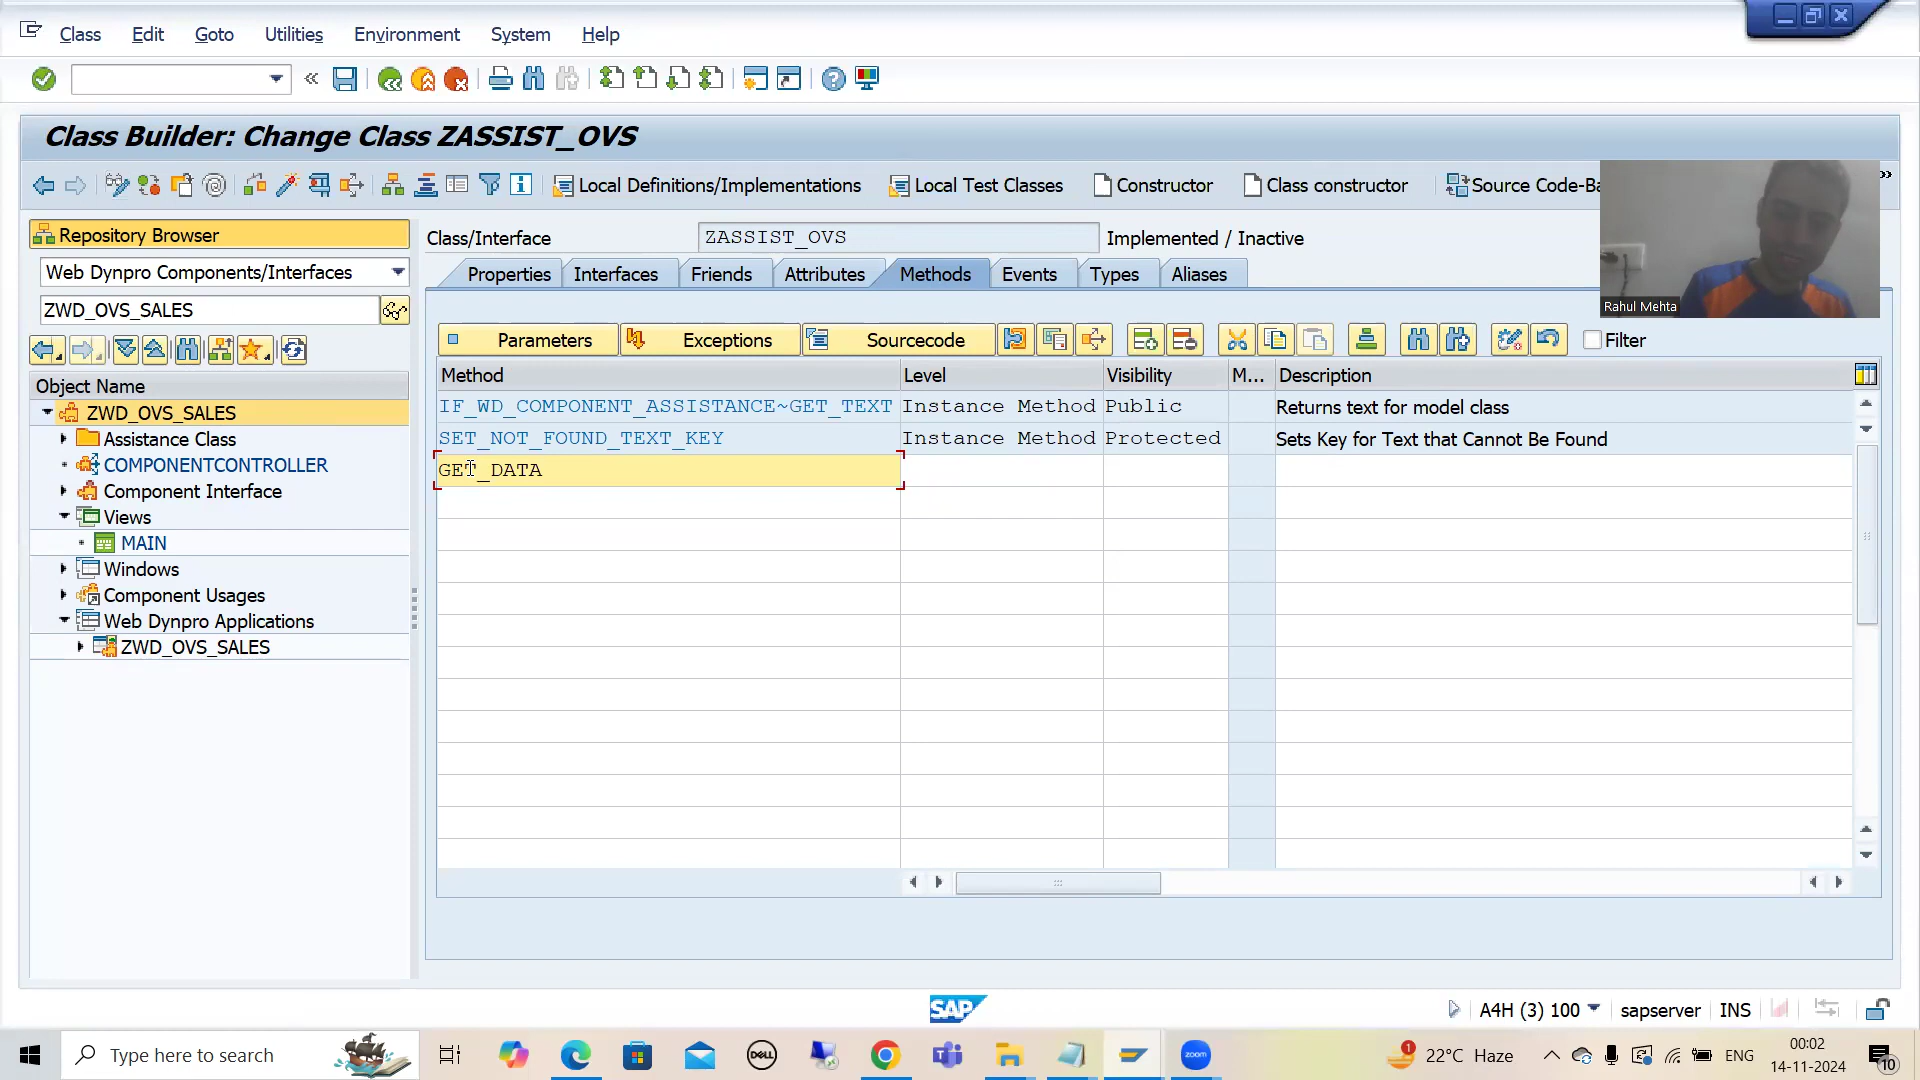 Class Edit Goto Utilities Environment System Help
Class Builder: Change Class ZASSIST_OVS
Local Definitions/Implementations Local Test Classes Constructor Class constructor Source Code-Ba
Repository Browser
Web Dynpro Components/Interfaces
ZWD_OVS_SALES
Object Name
ZWD_OVS_SALES
Assistance Class
COMPONENTCONTROLLER
Component Interface
Views
MAIN
Windows
Component Usages
Web Dynpro Applications
ZWD_OVS_SALES
Class/Interface ZASSIST_OVS Implemented / Inactive
Properties Interfaces Friends Attributes Methods Events Types Aliases
Rahul Mehta
Parameters Exceptions Sourcecode Filter
Method Level Visibility M... Description
IF_WD_COMPONENT_ASSISTANCE~GET_TEXT Instance Method Public Returns text for model class
SET_NOT_FOUND_TEXT_KEY Instance Method Protected Sets Key for Text that Cannot Be Found
GET_DATA
SAP
A4H (3) 100 sapserver INS
Type here to search
DELL
zoom
1
22°C Haze
ENG
00:02
14-11-2024
10